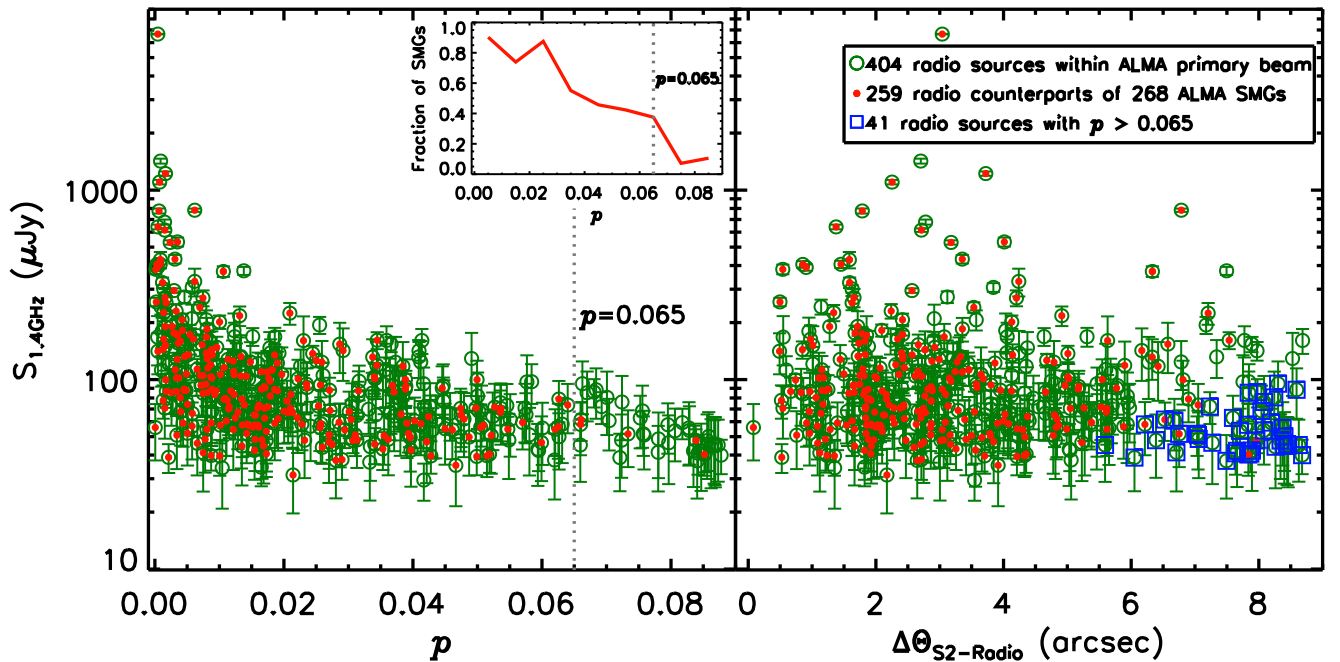 S1.4GHz (μJy)
1000
100
10
0.00 0.02 0.04 0.06 0.08
p
p=0.065
Fraction of SMGs
1.0
0.8
0.6
0.4
0.2
0.0
0.00 0.02 0.04 0.06 0.08
p
p=0.065
404 radio sources within ALMA primary beam
259 radio counterparts of 268 ALMA SMGs
41 radio sources with p > 0.065
0 2 4 6 8
ΔΘS2-Radio (arcsec)